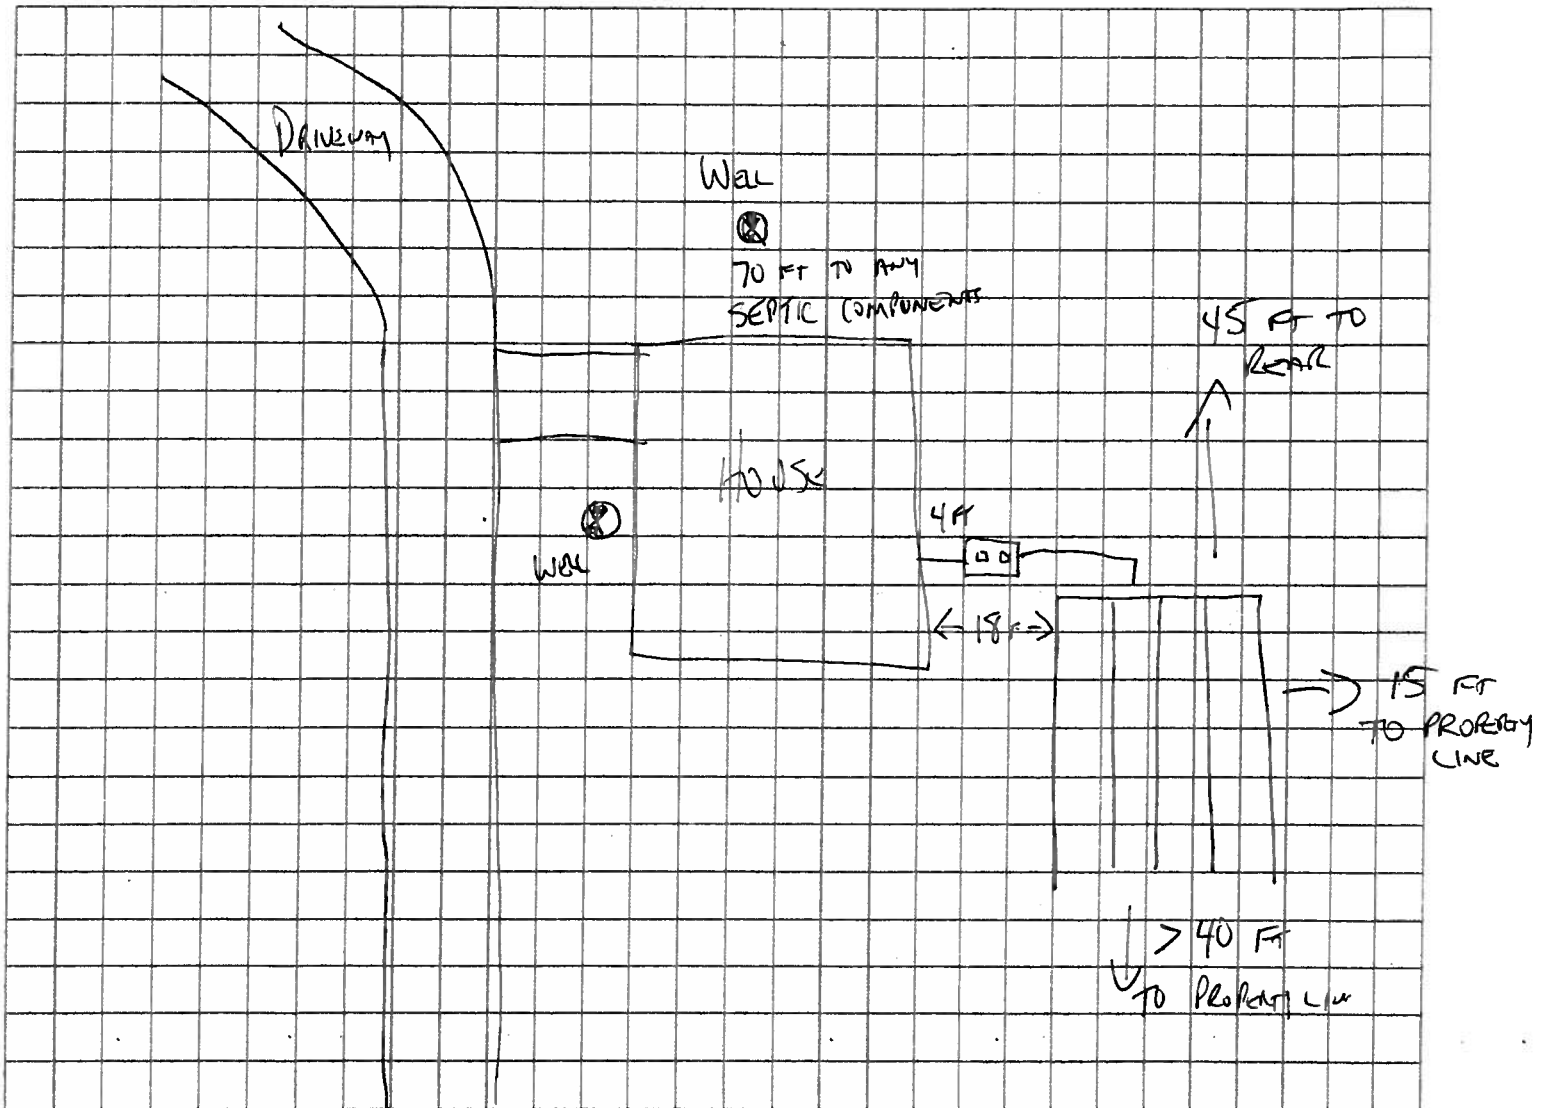 DRIVEWAY
WELL
70 FT TO ANY
SEPTIC COMPONENTS
45 FT TO
REAR
HOUSE
4 FT
WELL
18 FT
15 FT
TO PROPERTY
LINE
> 40 FT
TO PROPERTY LINE